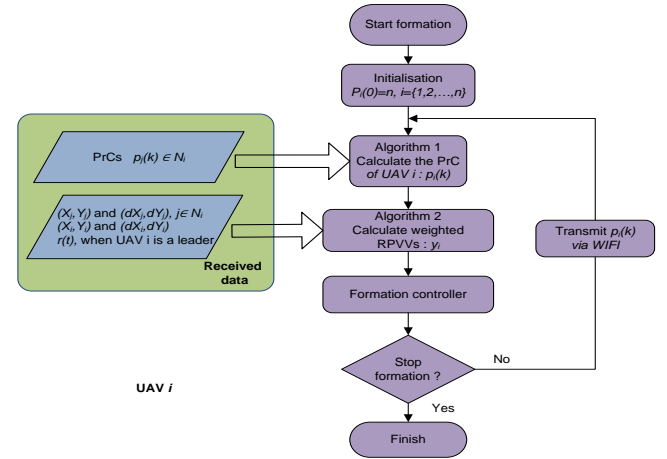 Start formation
Initialisation
Pi(0)=n, i={1,2,...,n}
PrCs pj(k) ∈ Ni
Algorithm 1
Calculate the PrC
of UAV i : pi(k)
(Xj,Yj) and (dXj,dYj), j∈ Ni
(Xi,Yi) and (dXi,dYi)
r(t), when UAV i is a leader
Received
data
Algorithm 2
Calculate weighted
RPVVs : yi
Transmit pi(k)
via WIFI
Formation controller
Stop
formation ?
No
UAV i
Yes
Finish